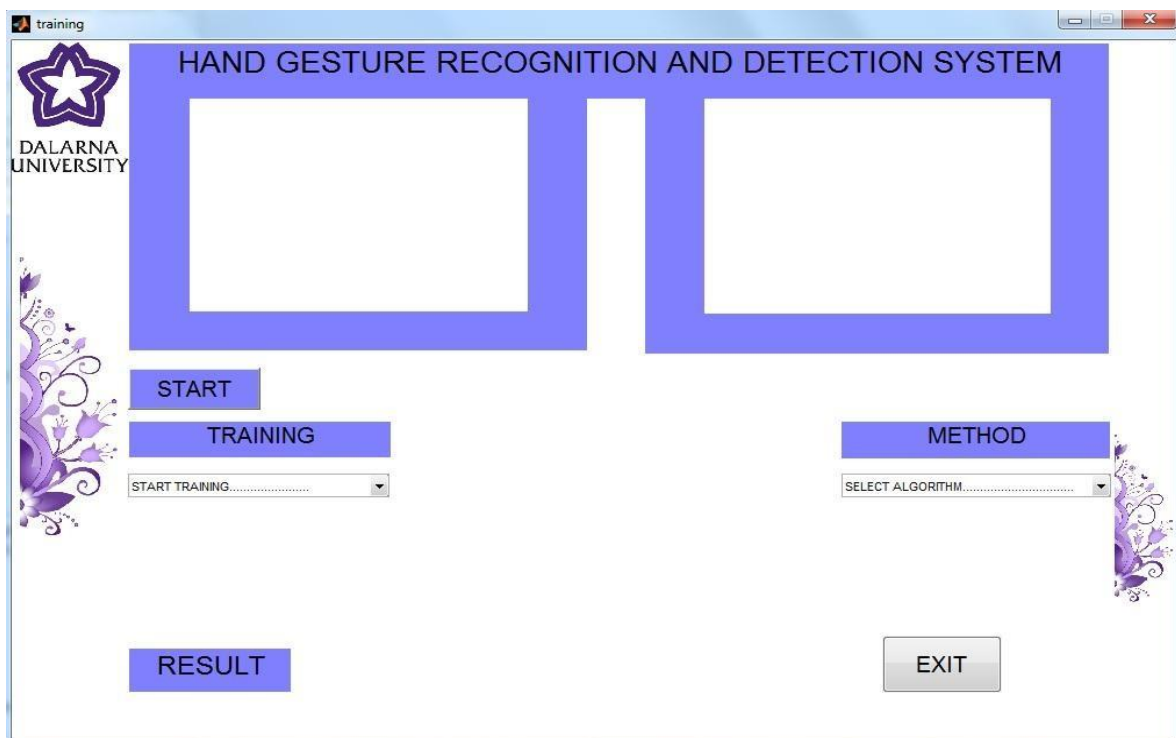 training
HAND GESTURE RECOGNITION AND DETECTION SYSTEM
DALARNA
UNIVERSITY
START
TRAINING
METHOD
START TRAINING......................
SELECT ALGORITHM...............................
RESULT
EXIT